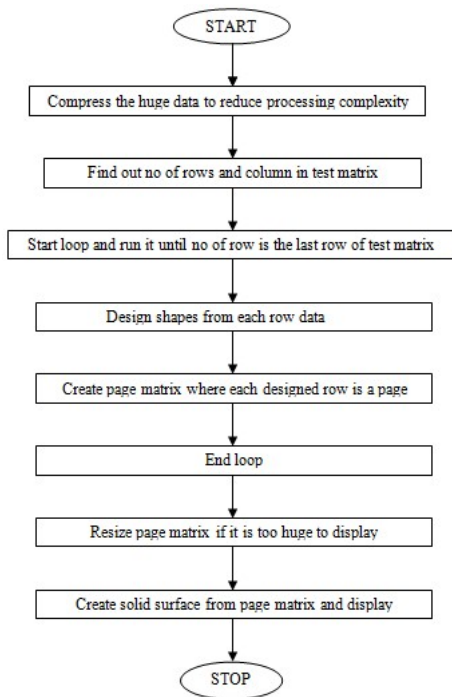 START
Compress the huge data to reduce processing complexity
Find out no of rows and column in test matrix
Start loop and run it until no of row is the last row of test matrix
Design shapes from each row data
Create page matrix where each designed row is a page
End loop
Resize page matrix if it is too huge to display
Create solid surface from page matrix and display
STOP